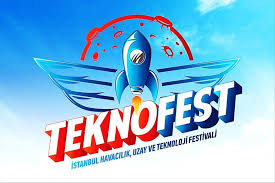 TEKNOFEST
İSTANBUL HAVACILIK, UZAY VE TEKNOLOJİ FESTİVALİ